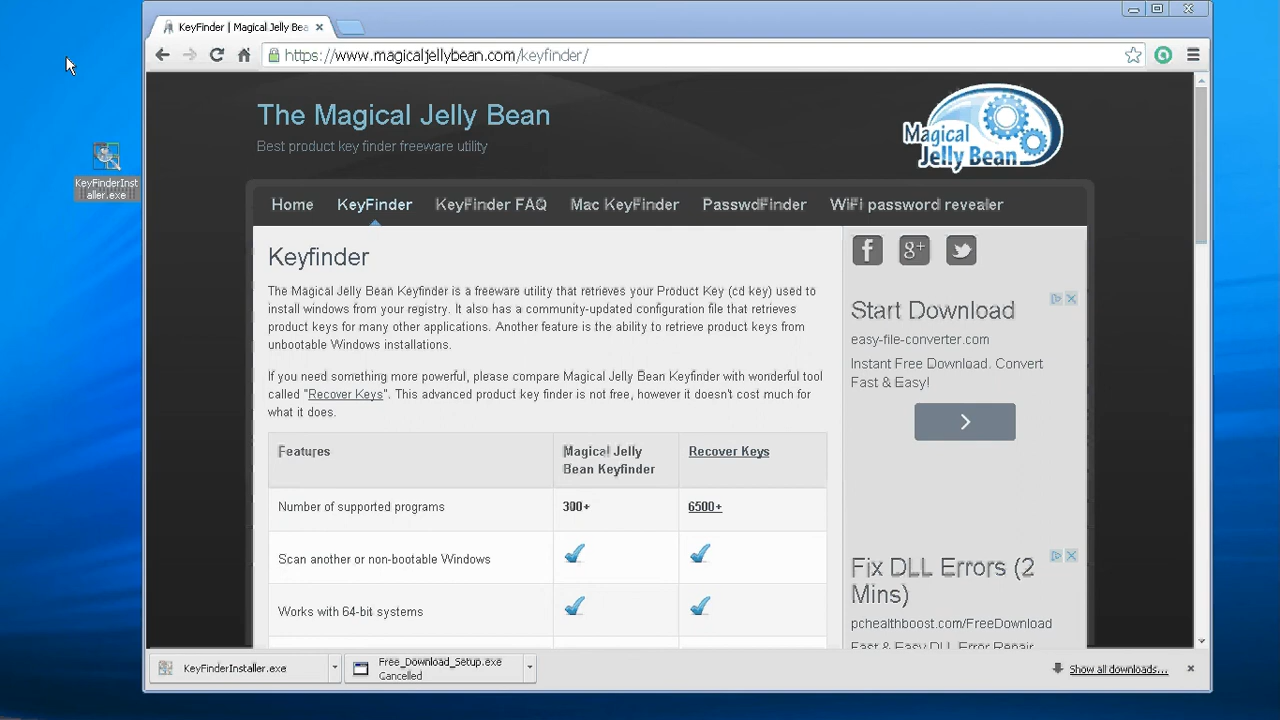 KeyFinder | Magical Jelly Bea
https://www.magicaljellybean.com/keyfinder/
KeyFinderInst
aller.exe
The Magical Jelly Bean
Best product key finder freeware utility
Magical
Jelly Bean
Home KeyFinder KeyFinder FAQ Mac KeyFinder PasswdFinder WiFi password revealer
Keyfinder
The Magical Jelly Bean Keyfinder is a freeware utility that retrieves your Product Key (cd key) used to
install windows from your registry. It also has a community-updated configuration file that retrieves
product keys for many other applications. Another feature is the ability to retrieve product keys from
unbootable Windows installations.
If you need something more powerful, please compare Magical Jelly Bean Keyfinder with wonderful tool
called "Recover Keys". This advanced product key finder is not free, however it doesn't cost much for
what it does.
Features
Magical Jelly
Bean Keyfinder
Recover Keys
Number of supported programs 300+ 6500+
Scan another or non-bootable Windows
Works with 64-bit systems
f g+
Start Download
easy-file-converter.com
Instant Free Download. Convert
Fast & Easy!
Fix DLL Errors (2
Mins)
pchealthboost.com/FreeDownload
Fast & Easy DLL Error Repair
KeyFinderInstaller.exe
Free_Download_Setup.exe
Cancelled
Show all downloads...